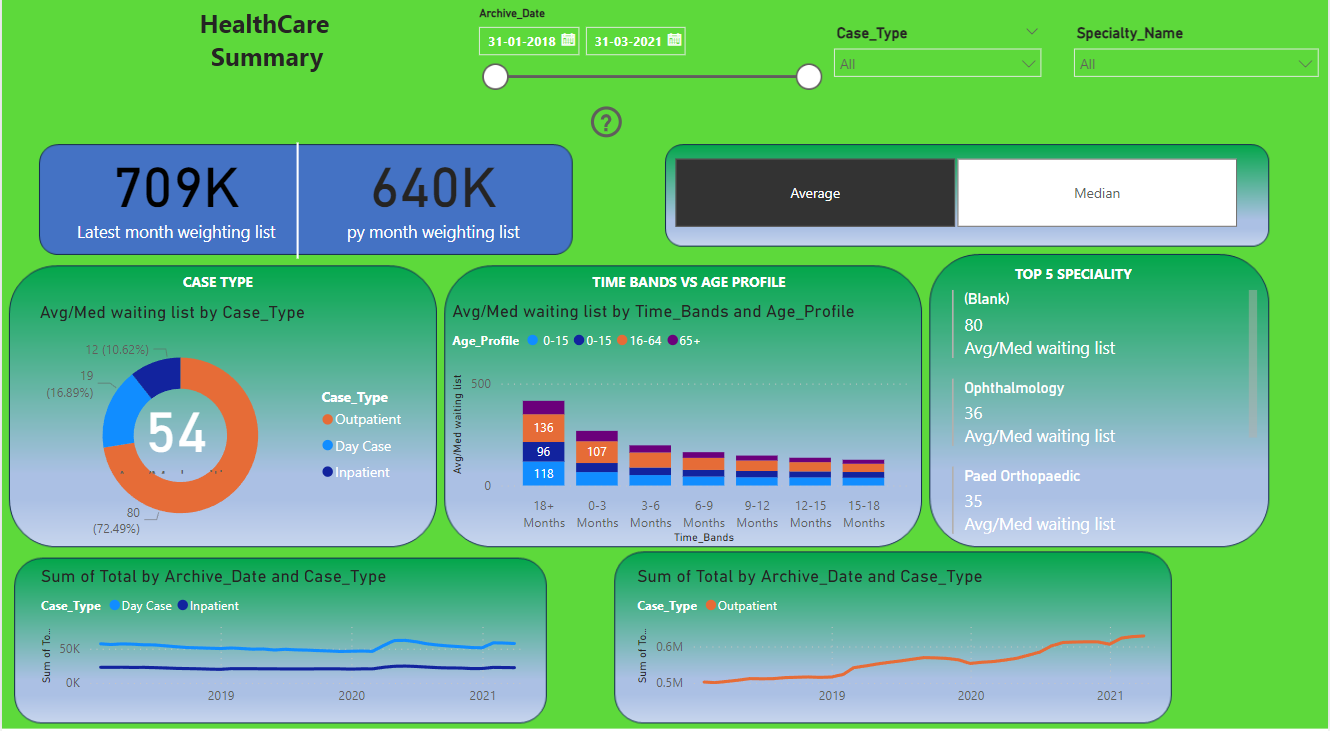 HealthCare
Summary
Archive_Date
31-01-2018
31-03-2021
Case_Type
All
Specialty_Name
All
?
709K
Latest month weighting list
640K
py month weighting list
Average
Median
CASE TYPE
Avg/Med waiting list by Case_Type
12 (10.62%)
19
(16.89%)
54
80
(72.49%)
Case_Type
Outpatient
Day Case
Inpatient
TIME BANDS VS AGE PROFILE
Avg/Med waiting list by Time_Bands and Age_Profile
Age_Profile 0-15 0-15 16-64 65+
Avg/Med waiting list
500
0
136
96
118
107
18+
Months
0-3
Months
3-6
Months
6-9
Months
9-12
Months
12-15
Months
15-18
Months
Time_Bands
TOP 5 SPECIALITY
(Blank)
80
Avg/Med waiting list
Ophthalmology
36
Avg/Med waiting list
Paed Orthopaedic
35
Avg/Med waiting list
Sum of Total by Archive_Date and Case_Type
Case_Type Day Case Inpatient
Sum of To...
50K
0K
2019 2020 2021
Sum of Total by Archive_Date and Case_Type
Case_Type Outpatient
Sum of To...
0.6M
0.5M
2019 2020 2021